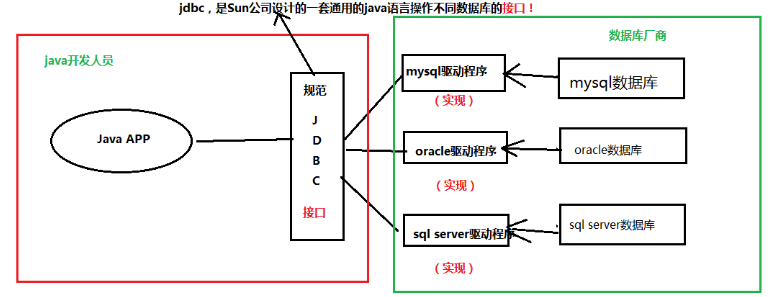 jdbc，是Sun公司设计的一套通用的java语言操作不同数据库的接口！
java开发人员
数据库厂商
规范
J
D
B
C
接口
Java APP
mysql驱动程序
（实现）
mysql数据库
oracle驱动程序
（实现）
oracle数据库
sql server驱动程序
（实现）
sql server数据库